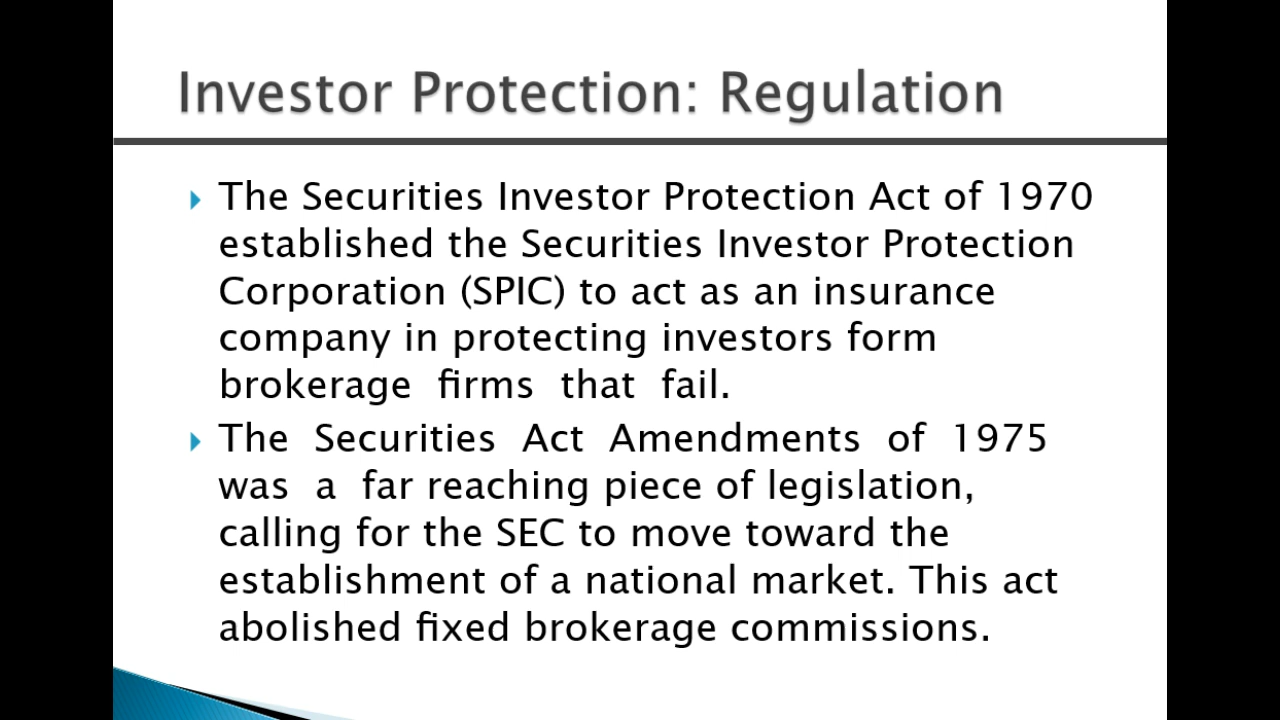 Investor Protection: Regulation
The Securities Investor Protection Act of 1970
established the Securities Investor Protection
Corporation (SPIC) to act as an insurance
company in protecting investors form
brokerage firms that fail.
The Securities Act Amendments of 1975
was a far reaching piece of legislation,
calling for the SEC to move toward the
establishment of a national market. This act
abolished fixed brokerage commissions.